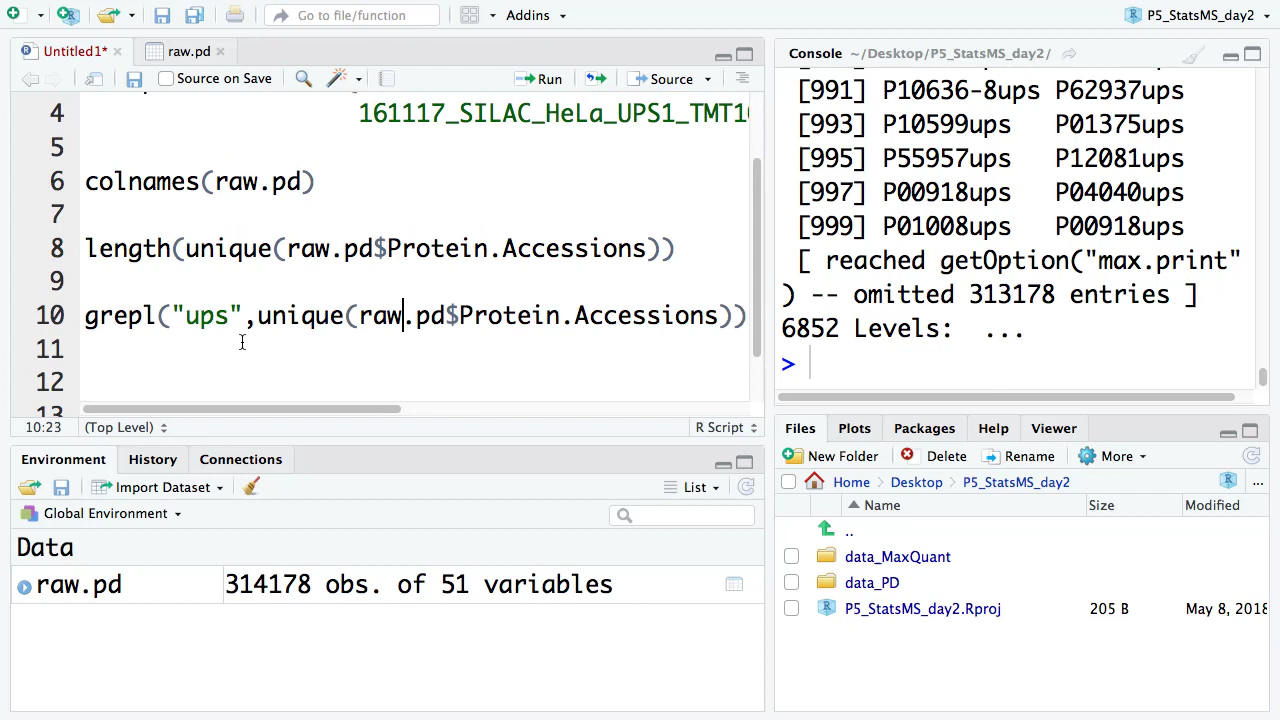 Go to file/function
Addins
P5_StatsMS_day2
Untitled1*
raw.pd
Source on Save
Run
Source
4 161117_SILAC_HeLa_UPS1_TMT10
5
6 colnames(raw.pd)
7
8 length(unique(raw.pd$Protein.Accessions))
9
10 grepl("ups",unique(raw.pd$Protein.Accessions))
11
12
13
10:23 (Top Level) R Script
Environment History Connections
Import Dataset List
Global Environment
Data
raw.pd 314178 obs. of 51 variables
Console ~/Desktop/P5_StatsMS_day2/
[991] P10636-8ups P62937ups
[993] P10599ups P01375ups
[995] P55957ups P12081ups
[997] P00918ups P04040ups
[999] P01008ups P00918ups
[ reached getOption("max.print"
) -- omitted 313178 entries ]
6852 Levels: ...
>
Files Plots Packages Help Viewer
New Folder Delete Rename More
Home Desktop P5_StatsMS_day2 ...
Name Size Modified
..
data_MaxQuant
data_PD
P5_StatsMS_day2.Rproj 205 B May 8, 2018